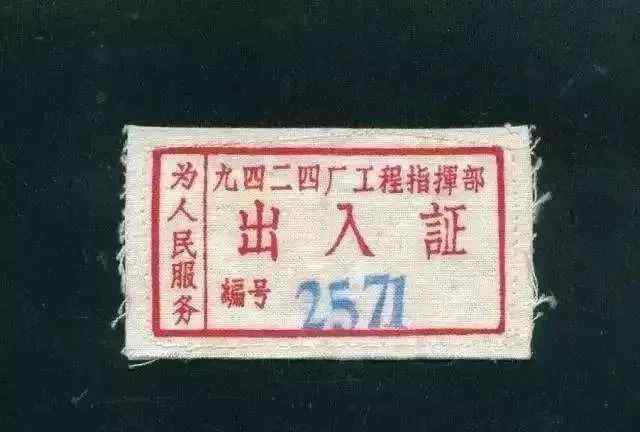 为人民服务
九四二四厂工程指揮部
出入証
編号 2571